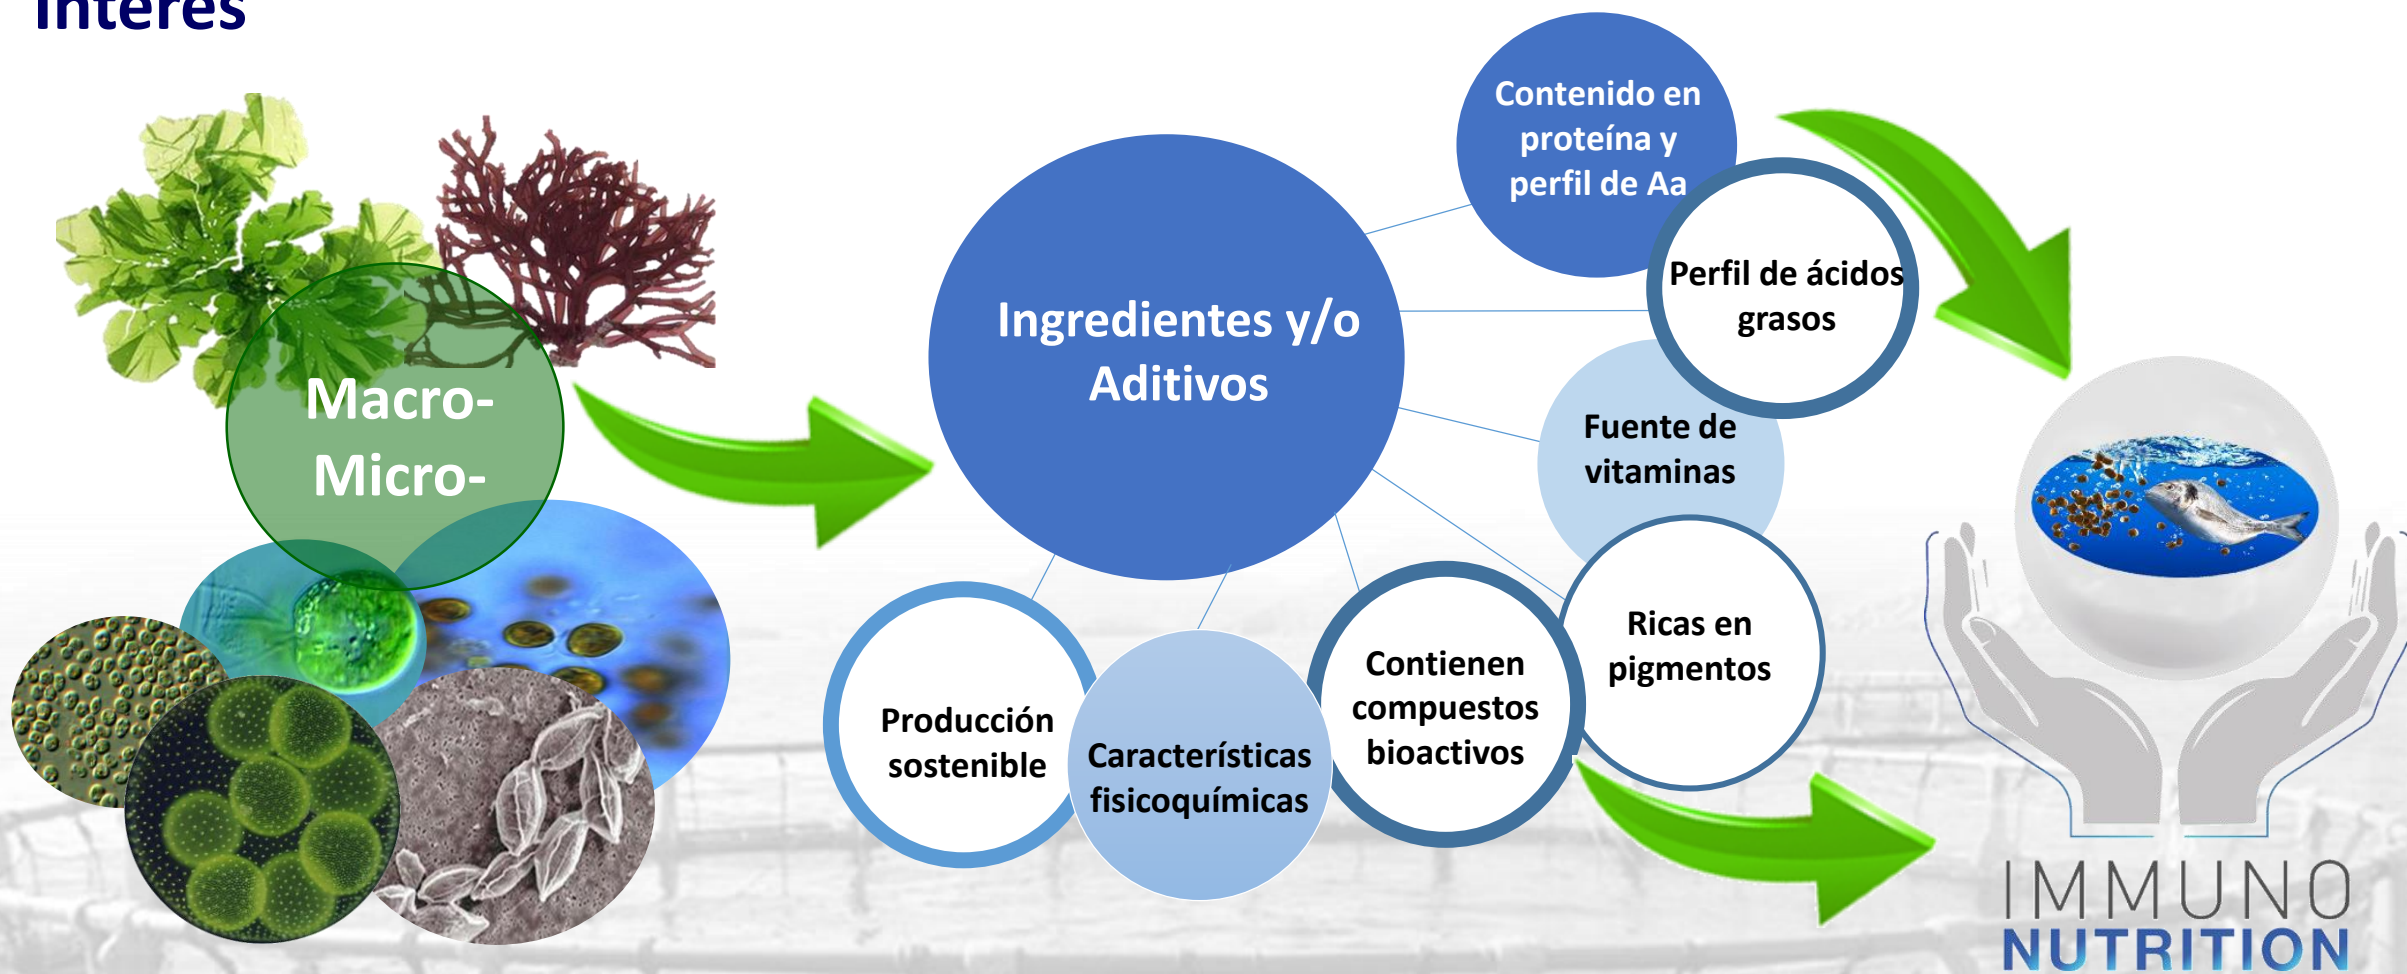 Interés
Macro-
Micro-
Ingredientes y/o
Aditivos
Contenido en
proteína y
perfil de Aa
Perfil de ácidos
grasos
Fuente de
vitaminas
Ricas en
pigmentos
Contienen
compuestos
bioactivos
Características
fisicoquímicas
Producción
sostenible
IMMUNO
NUTRITION